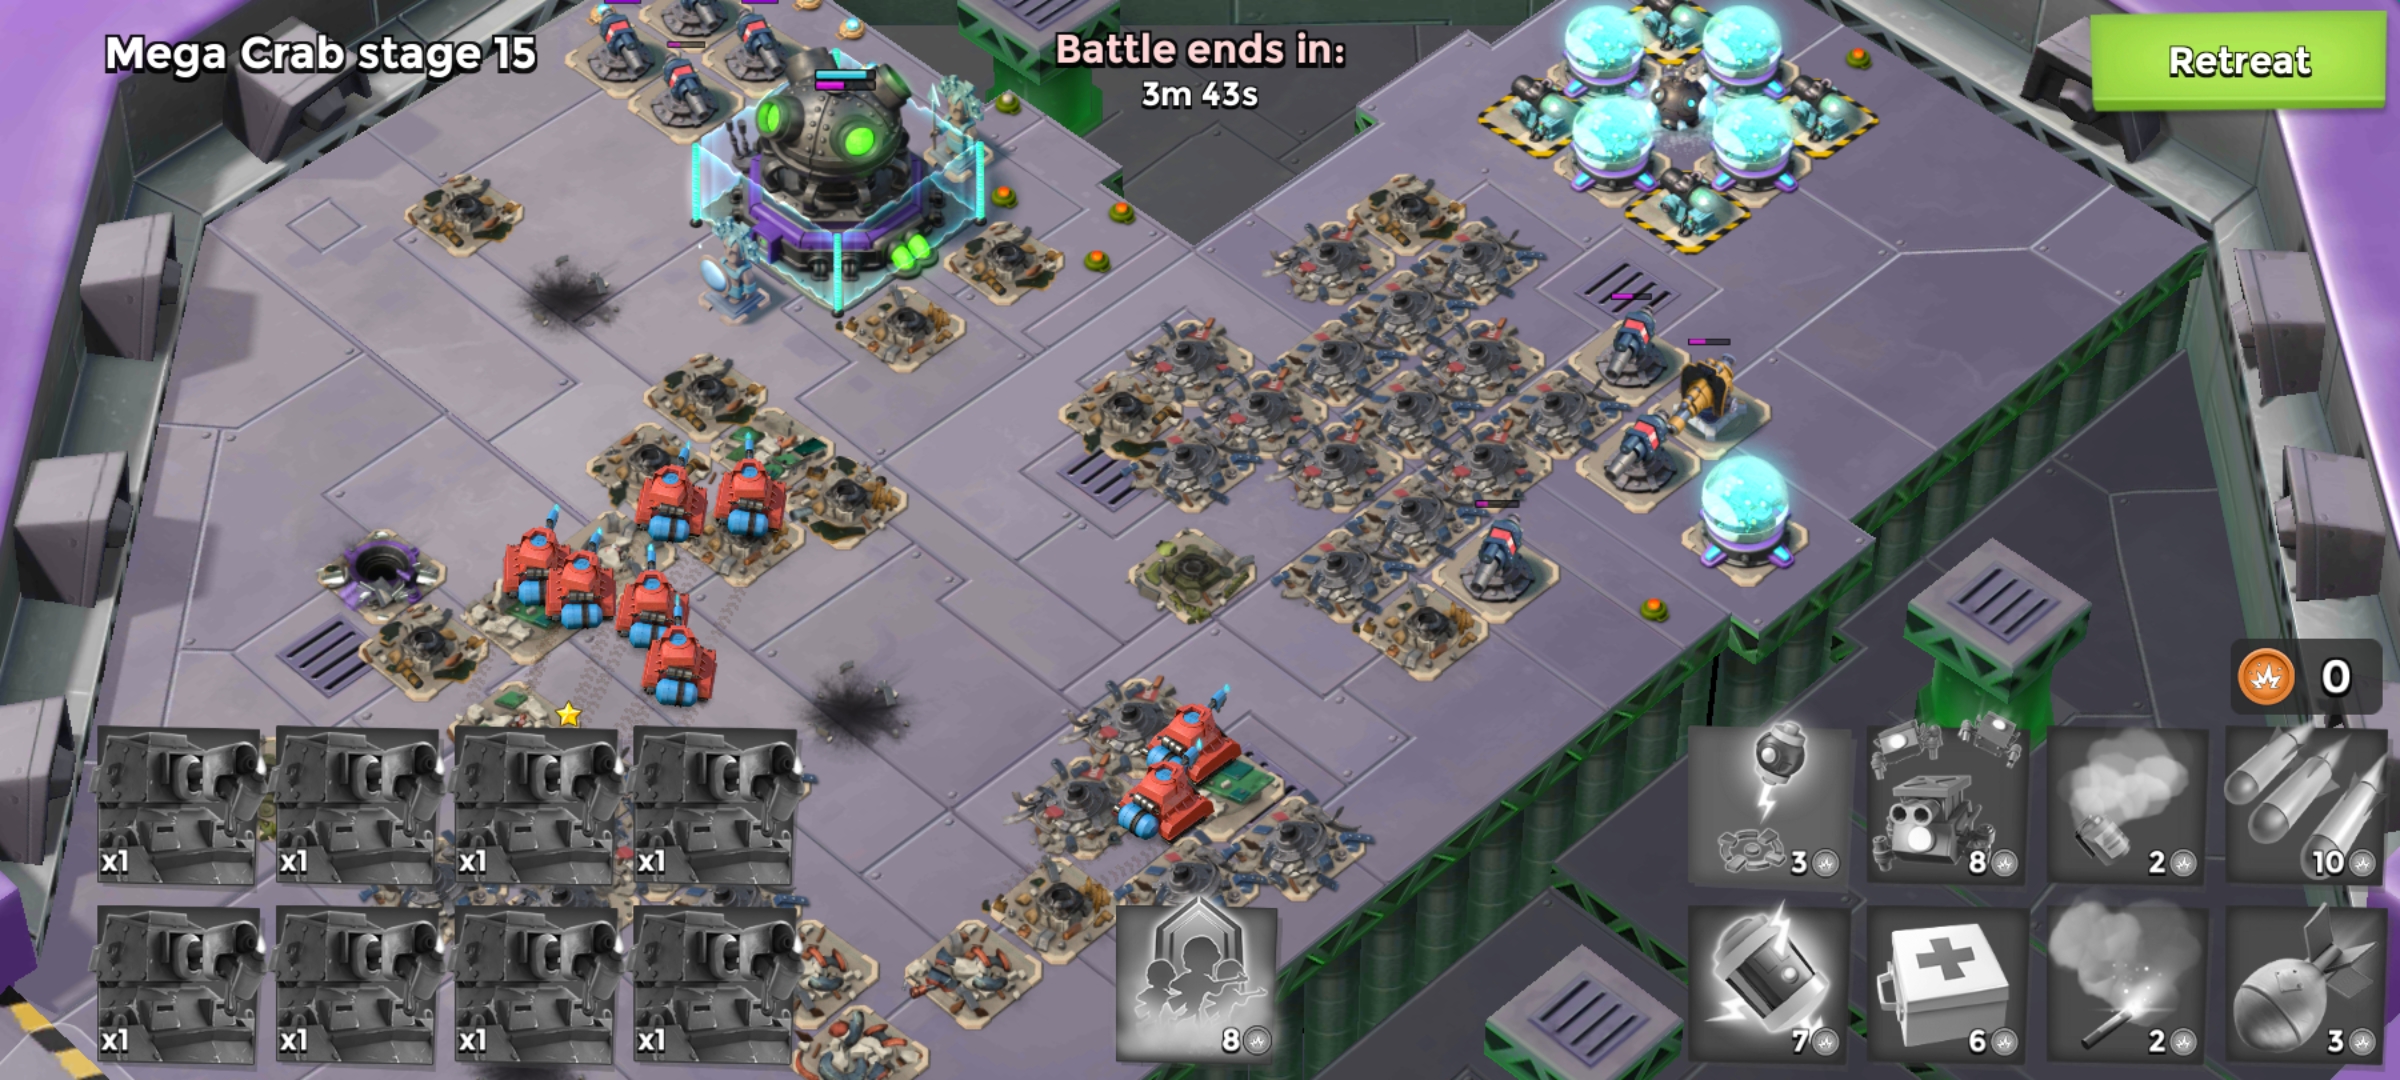 Mega Crab stage 15
Battle ends in:
3m 43s
Retreat
0
x1
x1
x1
x1
3
8
2
10
x1
x1
x1
x1
8
7
6
2
3